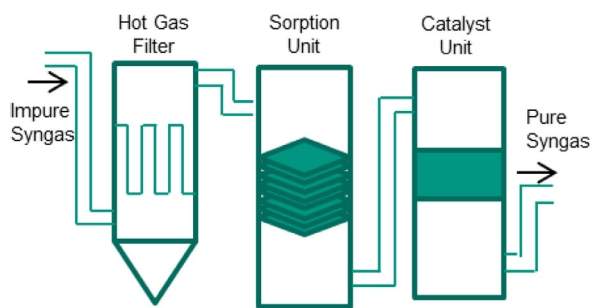 Hot Gas
Filter
Sorption
Unit
Catalyst
Unit
Impure
Syngas
Pure
Syngas